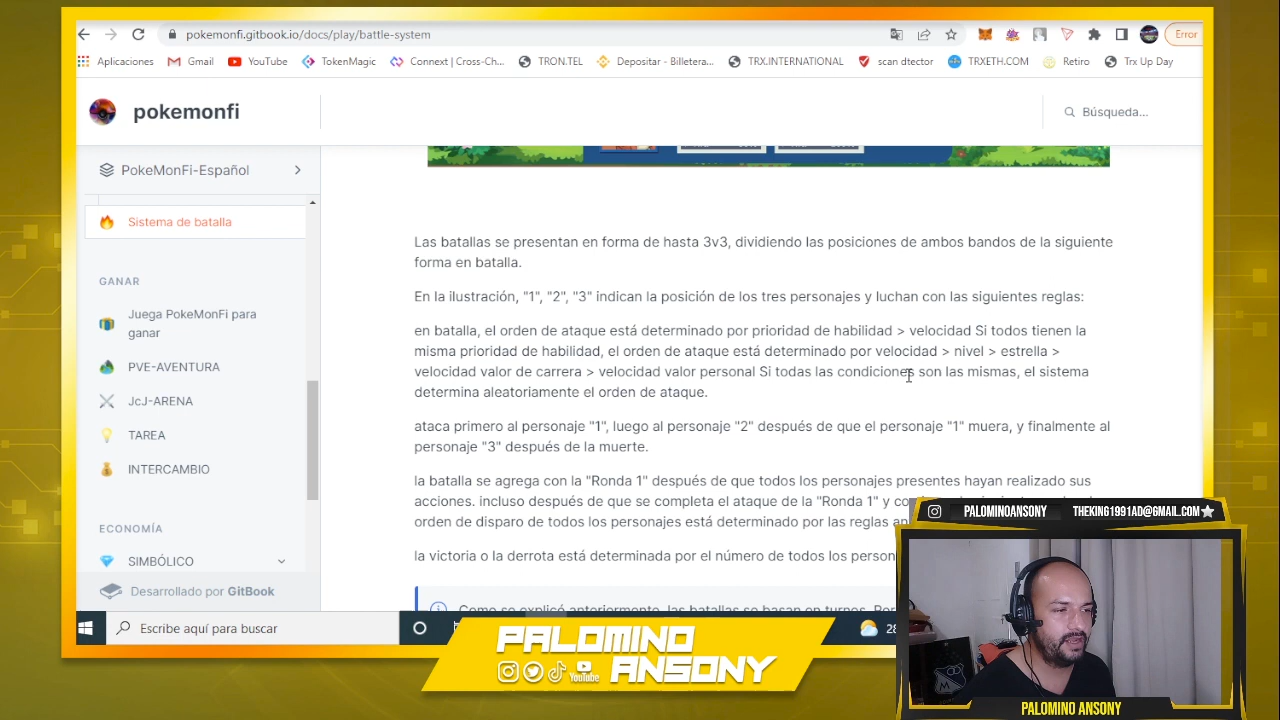 pokemonfi.gitbook.io/docs/play/battle-system
Error
Aplicaciones
Gmail
YouTube
TokenMagic
Connext | Cross-Ch...
TRON.TEL
Depositar - Billetera...
TRX.INTERNATIONAL
scan dtector
TRXETH.COM
Retiro
Trx Up Day
pokemonfi
Búsqueda...
PokeMonFi-Español
Sistema de batalla
GANAR
Juega PokeMonFi para
ganar
PVE-AVENTURA
JcJ-ARENA
TAREA
INTERCAMBIO
ECONOMÍA
SIMBÓLICO
Desarrollado por GitBook
Las batallas se presentan en forma de hasta 3v3, dividiendo las posiciones de ambos bandos de la siguiente
forma en batalla.
En la ilustración, "1", "2", "3" indican la posición de los tres personajes y luchan con las siguientes reglas:
en batalla, el orden de ataque está determinado por prioridad de habilidad > velocidad Si todos tienen la
misma prioridad de habilidad, el orden de ataque está determinado por velocidad > nivel > estrella >
velocidad valor de carrera > velocidad valor personal Si todas las condiciones son las mismas, el sistema
determina aleatoriamente el orden de ataque.
ataca primero al personaje "1", luego al personaje "2" después de que el personaje "1" muera, y finalmente al
personaje "3" después de la muerte.
la batalla se agrega con la "Ronda 1" después de que todos los personajes presentes hayan realizado sus
acciones. incluso después de que se completa el ataque de la "Ronda 1" y
orden de disparo de todos los personajes está determinado por las reglas
la victoria o la derrota está determinada por el número de todos los
Como se explicó anteriormente, las batallas se basan en turnos.
Escribe aquí para buscar
28
PALOMINOANSONY
THEKING1991AD@GMAIL.COM
PALOMINO
ANSONY
YouTube
PALOMINO ANSONY